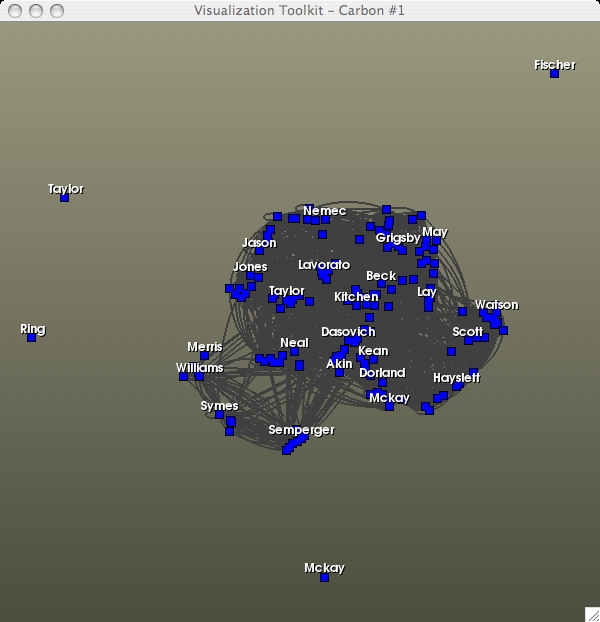 Visualization Toolkit - Carbon #1
Fischer
Taylor
Nemec
May
Grigsby
Jason
Jones
Lavorato
Beck
Taylor
Kitchen
Lay
Watson
Ring
Dasovich
Scott
Merris
Neal
Kean
Williams
Akin
Dorland
Hayslett
Mckay
Symes
Semperger
Mckay